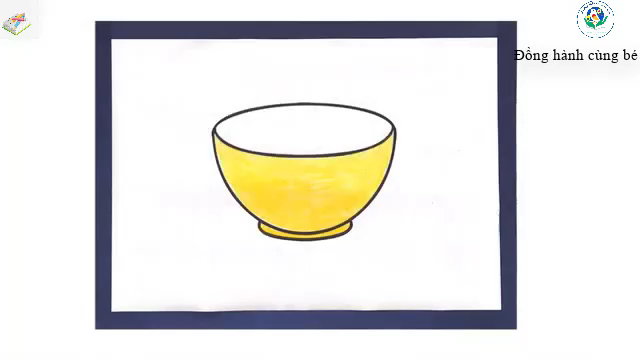 Đồng hành cùng bé